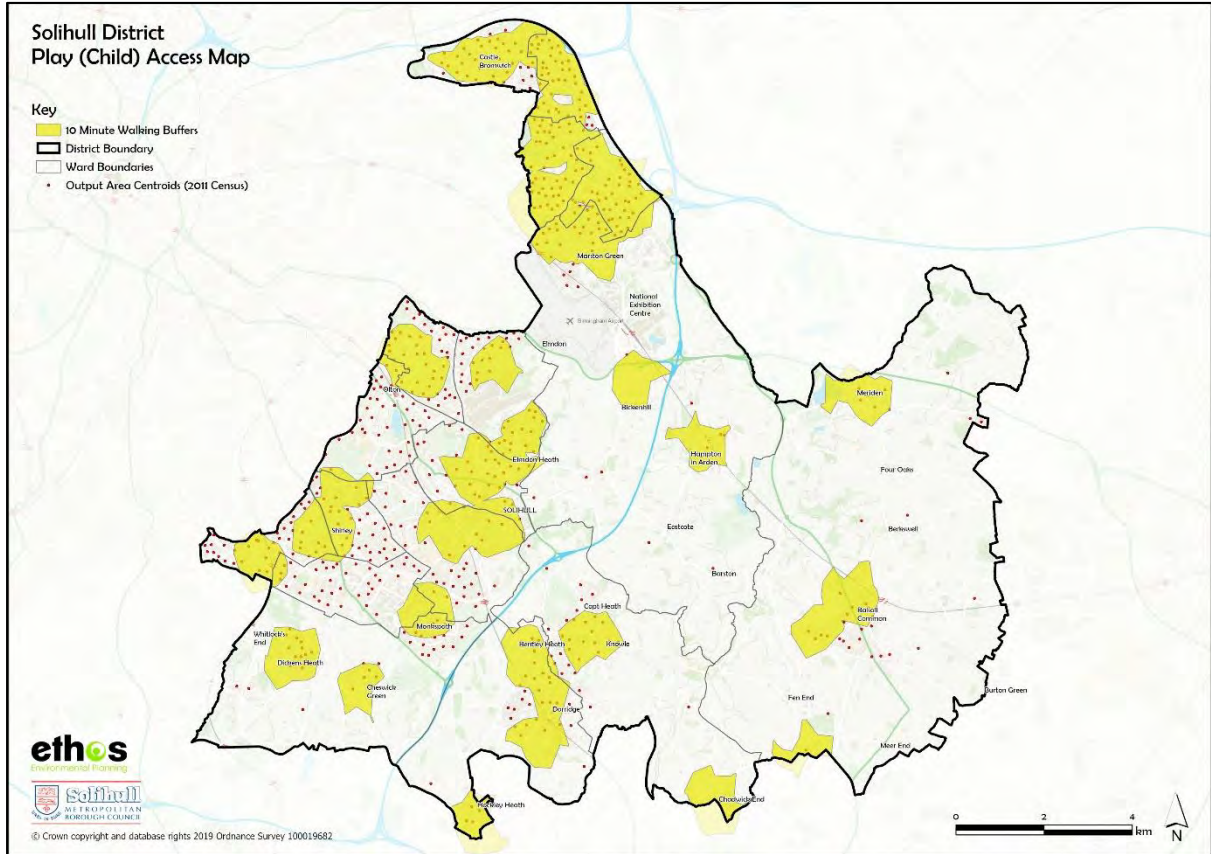 Solihull District
Play (Child) Access Map
Key
10 Minute Walking Buffers
District Boundary
Ward Boundaries
Output Area Centroids (2011 Census)
Castle
Bromwich
Marston Green
National
Exhibition
Centre
Birmingham Airport
Elmdon
Olton
Bickenhill
Meriden
Elmdon Heath
Hampton
in Arden
Four Oaks
SOLIHULL
Berkswell
Shirley
Eastcote
Barston
Catherine
Monkspath
Balsall
Common
Whitlock's
End
Bentley Heath
Knowle
Dickens Heath
Cheswick
Green
Dorridge
Fen End
Burton Green
Meer End
Chadwick End
Hockley Heath
ethos
Environmental Planning
Solihull
METROPOLITAN
BOROUGH COUNCIL
© Crown copyright and database rights 2019 Ordnance Survey 100019682
0 2 4
km
N